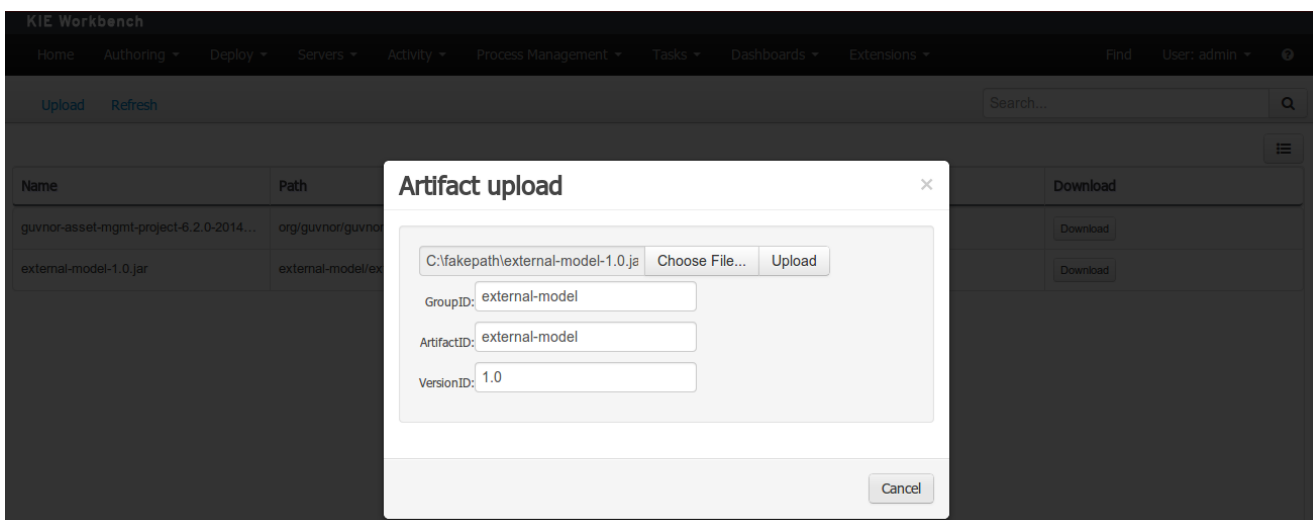 KIE Workbench
Home Authoring Deploy Servers Activity Process Management Tasks Dashboards Extensions Find User: admin
Upload Refresh Search...
Artifact upload ×
Name Path Download
guvnor-asset-mgmt-project-6.2.0-2014... org/guvnor/guvnor Download
C:\fakepath\external-model-1.0.ja Choose File... Upload
external-model-1.0.jar external-model/ex Download
GroupID: external-model
ArtifactID: external-model
VersionID: 1.0
Cancel